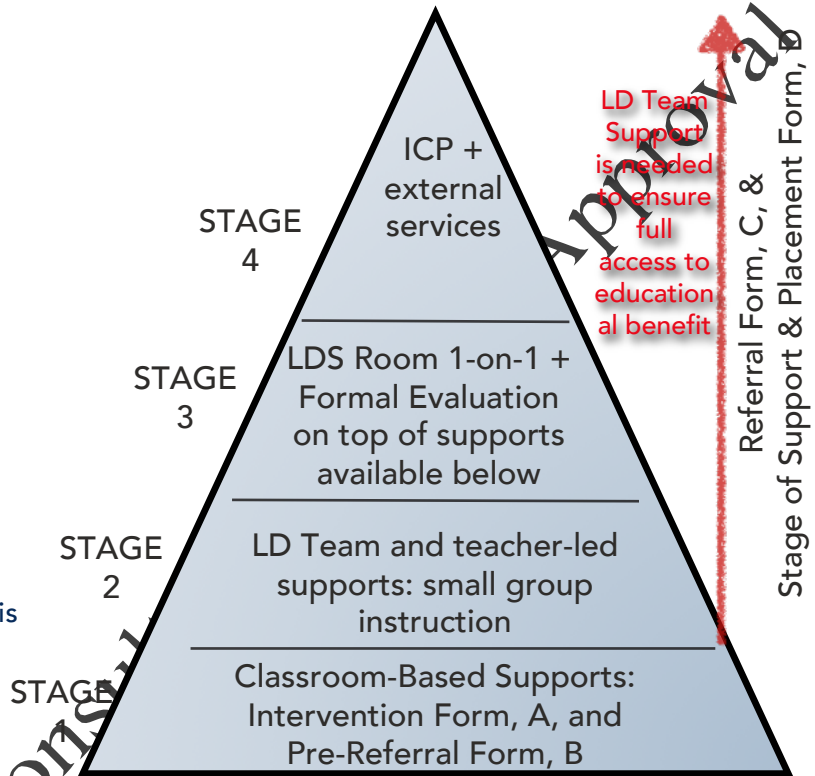 ICP +
external
services
STAGE
4
LDS Room 1-on-1 +
Formal Evaluation
on top of supports
available below
STAGE
3
LD Team and teacher-led
supports: small group
instruction
STAGE
2
is
Classroom-Based Supports:
Intervention Form, A, and
Pre-Referral Form, B
STAGE
1
LD Team
Support
is needed
to ensure
full
access to
education
al benefit
Referral Form, C, &
Stage of Support & Placement Form, D
Approval